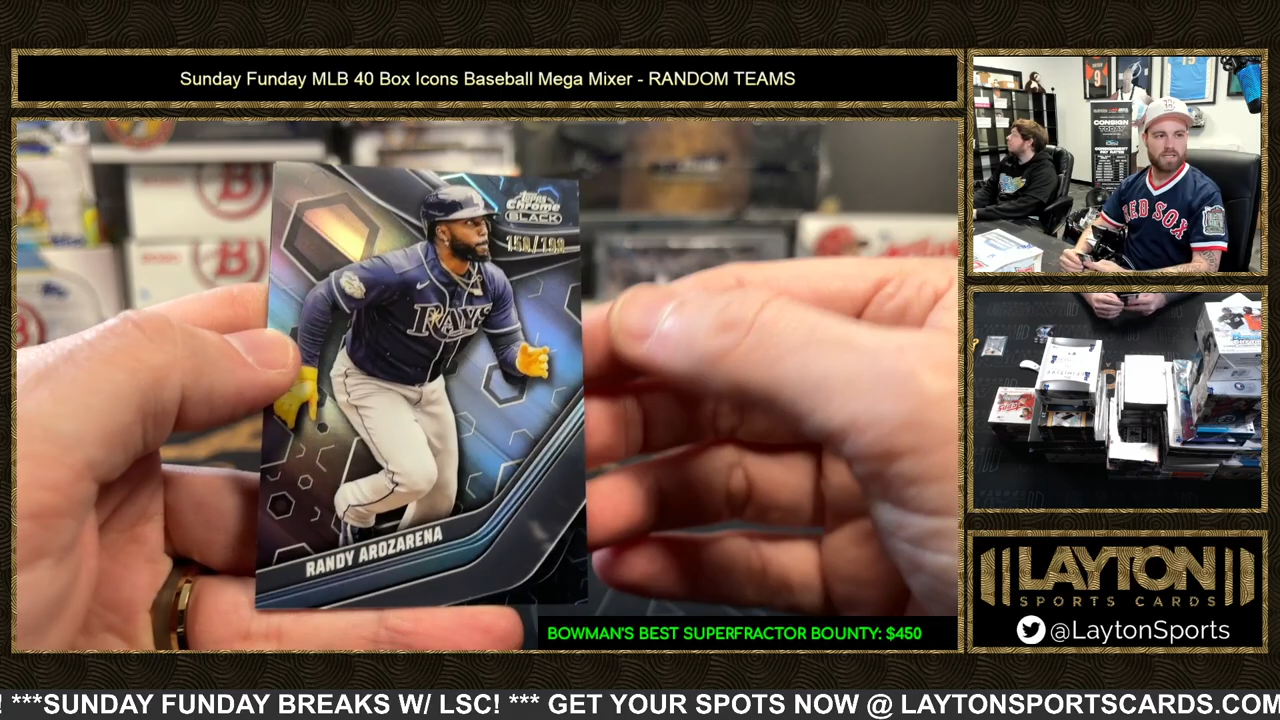 Sunday Funday MLB 40 Box Icons Baseball Mega Mixer - RANDOM TEAMS
Topps
Chrome
BLACK
150/199
RAYS
RANDY AROZARENA
CONSIGN
TODAY
RED SOX
BOWMAN'S BEST SUPERFRACTOR BOUNTY: $450
LAYTON
SPORTS CARDS
@LaytonSports
! ***SUNDAY FUNDAY BREAKS W/ LSC! *** GET YOUR SPOTS NOW @ LAYTONSPORTSCARDS.COM